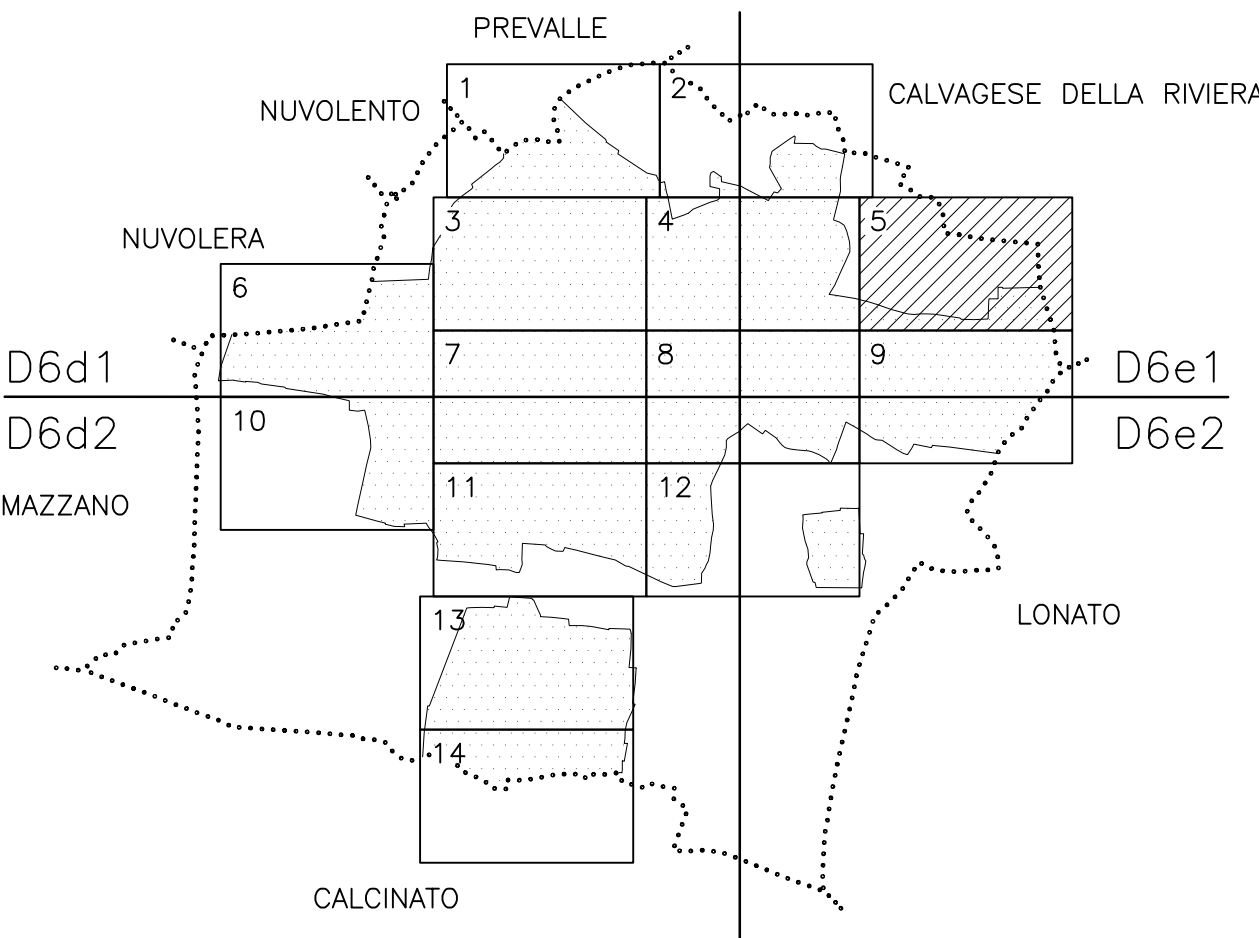 PREVALLE
1
2
CALVAGESE DELLA RIVIERA
NUVOLENTO
3
4
5
NUVOLERA
6
7
8
9
D6d1
D6e1
10
D6d2
D6e2
MAZZANO
11
12
LONATO
13
14
CALCINATO